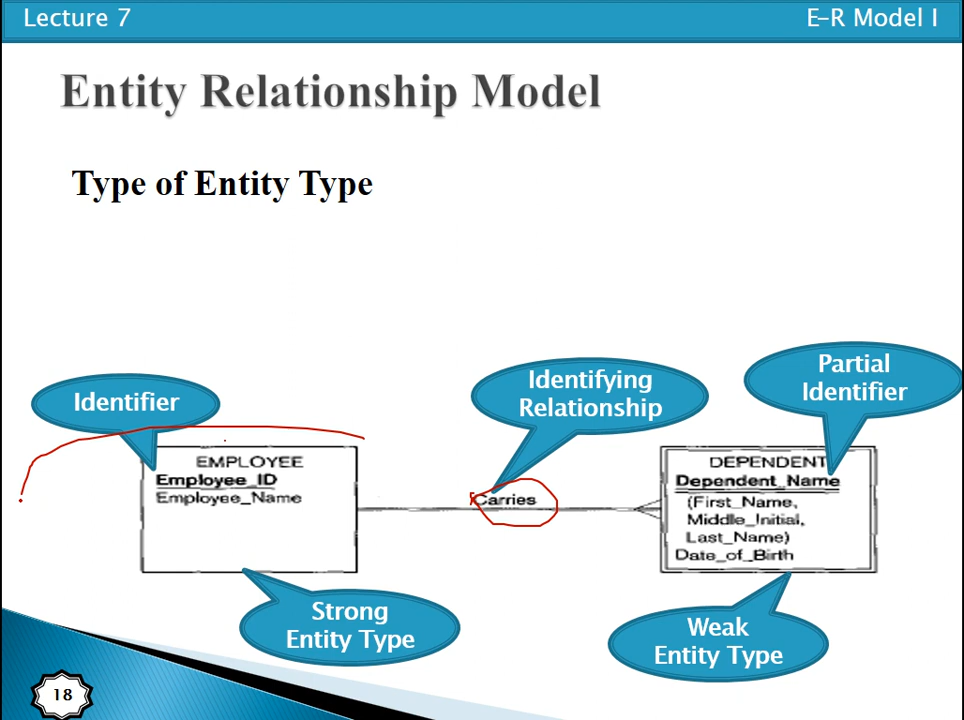 Lecture 7
E-R Model I
Entity Relationship Model
Type of Entity Type
Identifier
Identifying
Relationship
Partial
Identifier
EMPLOYEE
Employee_ID
Employee_Name
Carries
DEPENDENT
Dependent_Name
(First_Name,
Middle_Initial,
Last_Name)
Date_of_Birth
Strong
Entity Type
Weak
Entity Type
18